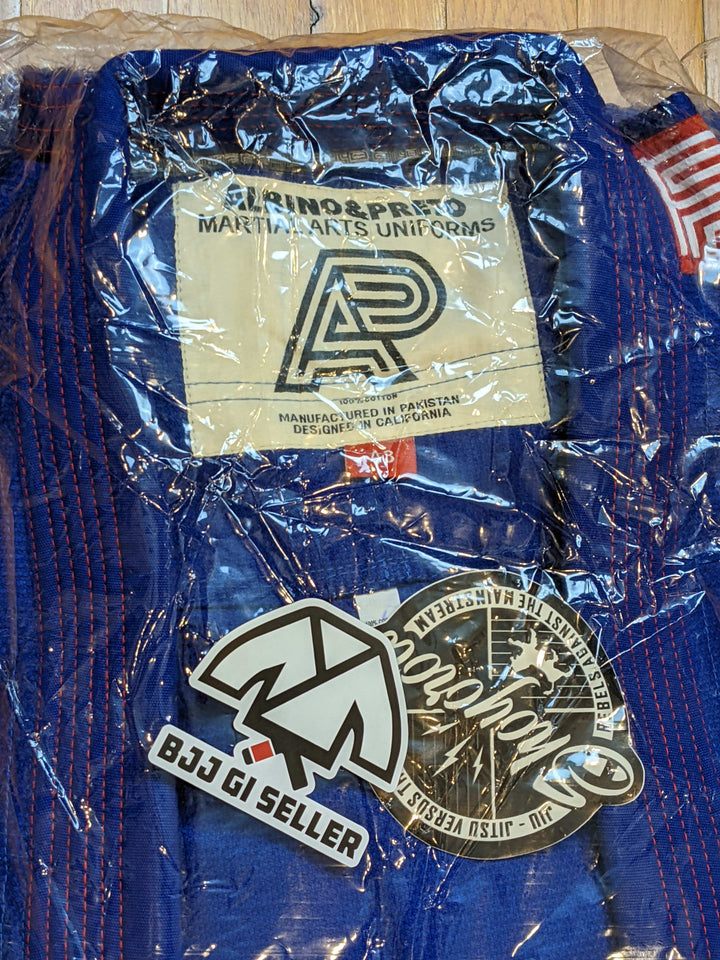 ALBINO&PRETO
MARTIAL ARTS UNIFORMS
AP
100% COTTON
MANUFACTURED IN PAKISTAN
DESIGNED IN CALIFORNIA
BJJ GI SELLER
REBELS AGAINST THE MAINSTREAM
JIU - JITSU VERSUS